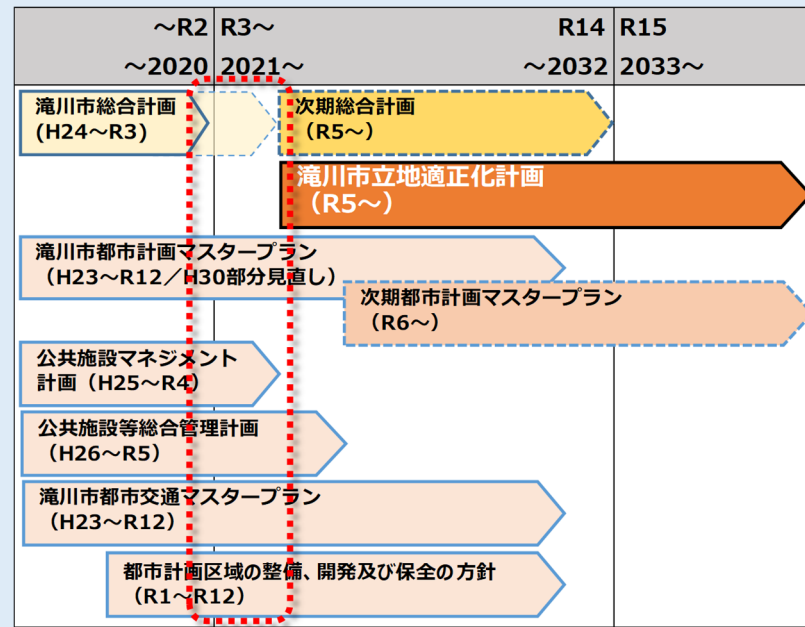 ～R2 R3～ R14 R15
～2020 2021～ ～2032 2033～
滝川市総合計画
(H24～R3)
次期総合計画
（R5～）
滝川市立地適正化計画
（R5～）
滝川市都市計画マスタープラン
（H23～R12／H30部分見直し）
次期都市計画マスタープラン
（R6～）
公共施設マネジメント
計画（H25～R4）
公共施設等総合管理計画
（H26～R5）
滝川市都市交通マスタープラン
（H23～R12）
都市計画区域の整備、開発及び保全の方針
（R1～R12）